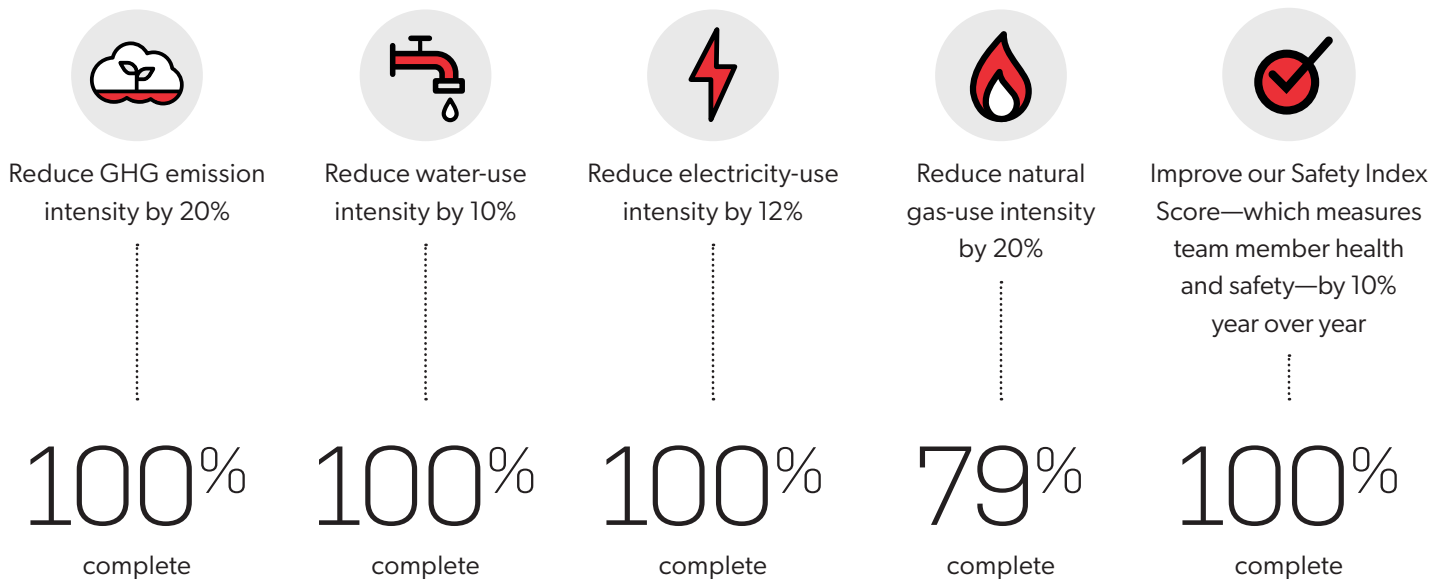 Reduce GHG emission
intensity by 20%
100%
complete
Reduce water-use
intensity by 10%
100%
complete
Reduce electricity-use
intensity by 12%
100%
complete
Reduce natural
gas-use intensity
by 20%
79%
complete
Improve our Safety Index
Score—which measures
team member health
and safety—by 10%
year over year
100%
complete